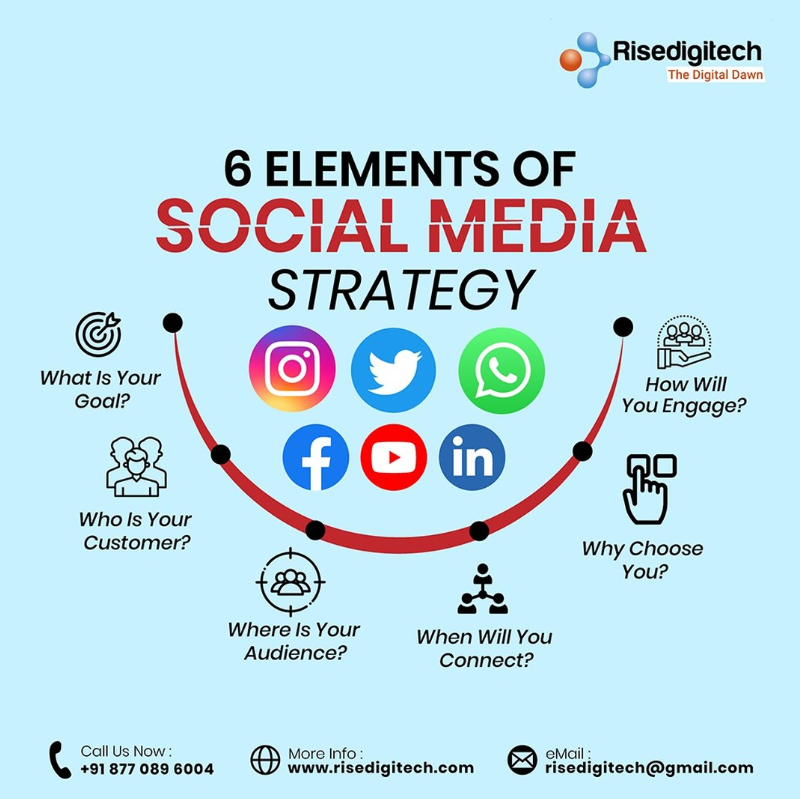 Risedigitech
The Digital Dawn
6 ELEMENTS OF
SOCIAL MEDIA
STRATEGY
What Is Your
Goal?
Who Is Your
Customer?
Where Is Your
Audience?
When Will You
Connect?
Why Choose
You?
How Will
You Engage?
in
Call Us Now :
+91 877 089 6004
More Info :
www.risedigitech.com
eMail :
risedigitech@gmail.com